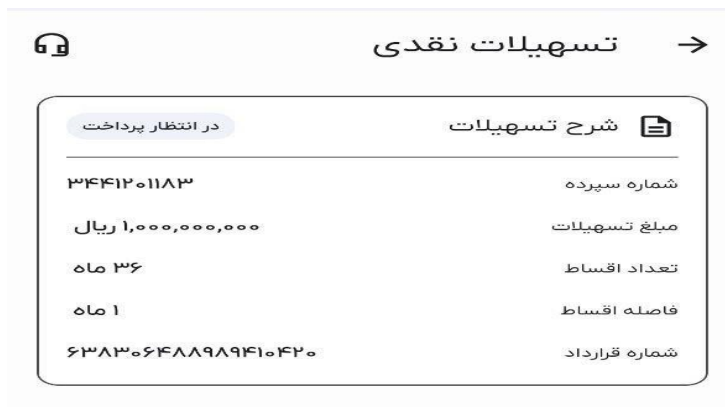 تسهیلات نقدی
شرح تسهیلات در انتظار پرداخت
شماره سپرده ۳۴۴۱۲۰۱۱۸۳
مبلغ تسهیلات ۱,۰۰۰,۰۰۰,۰۰۰ ریال
تعداد اقساط ۳۶ ماه
فاصله اقساط ۱ ماه
شماره قرارداد ۶۳۸۳۰۶۴۸۸۹۸۹۴۱۰۴۲۰